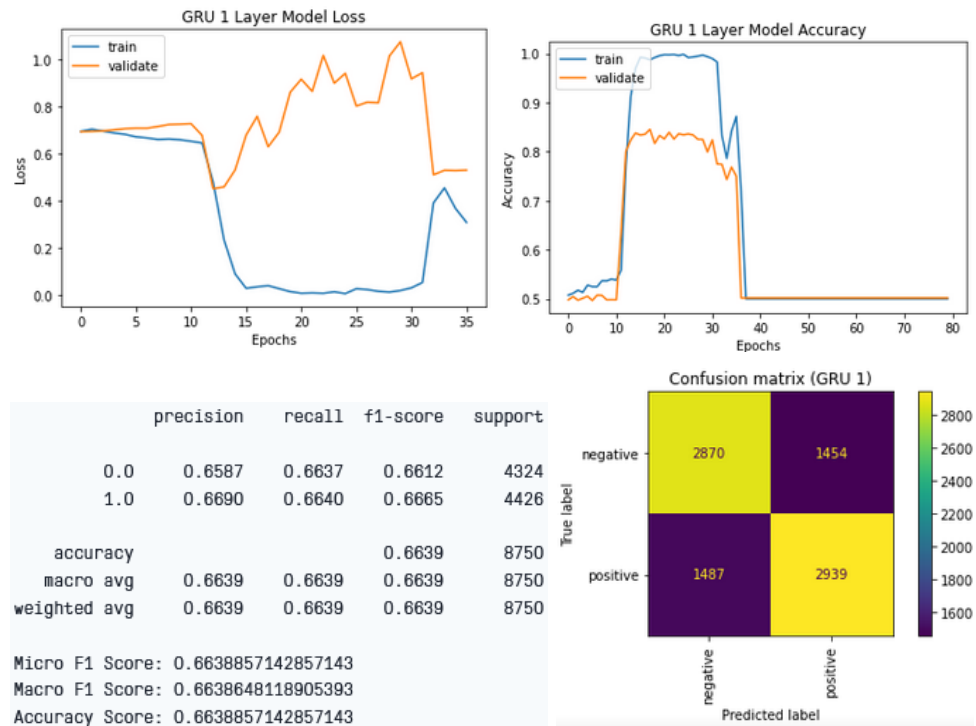 GRU 1 Layer Model Loss
train
validate
1.0
0.8
0.6
0.4
0.2
0.0
Loss
0 5 10 15 20 25 30 35
Epochs
GRU 1 Layer Model Accuracy
train
validate
1.0
0.9
0.8
0.7
0.6
0.5
Accuracy
0 10 20 30 40 50 60 70 80
Epochs
precision recall f1-score support
0.0 0.6587 0.6637 0.6612 4324
1.0 0.6690 0.6640 0.6665 4426
accuracy 0.6639 8750
macro avg 0.6639 0.6639 0.6639 8750
weighted avg 0.6639 0.6639 0.6639 8750
Micro F1 Score: 0.6638857142857143
Macro F1 Score: 0.6638648118905393
Accuracy Score: 0.6638857142857143
Confusion matrix (GRU 1)
True label
negative 2870 1454
positive 1487 2939
negative positive
Predicted label
2800
2600
2400
2200
2000
1800
1600